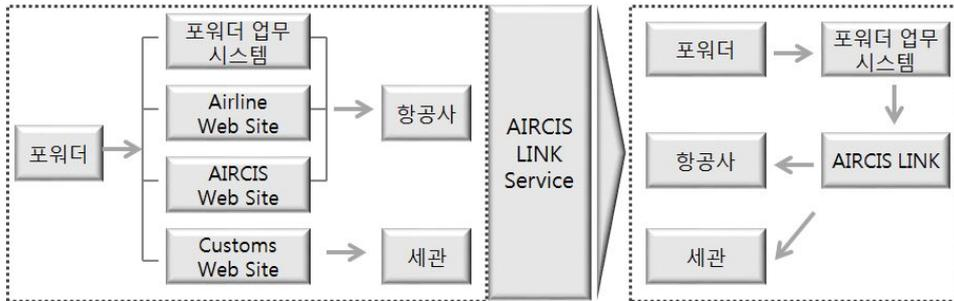 포워더
포워더 업무
시스템
Airline
Web Site
AIRCIS
Web Site
Customs
Web Site
항공사
세관
AIRCIS
LINK
Service
포워더
포워더 업무
시스템
항공사
AIRCIS LINK
세관